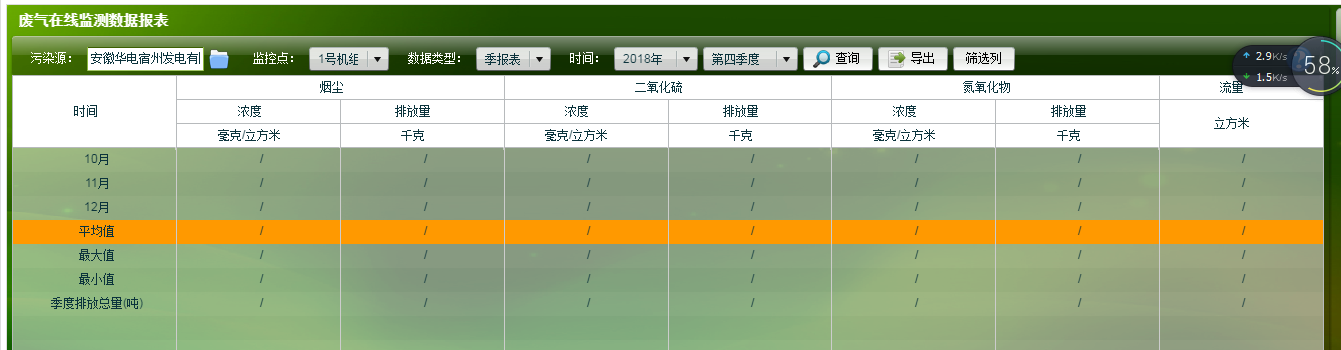 废气在线监测数据报表
污染源： 安徽华电宿州发电有 监控点： 1号机组 数据类型： 季报表 时间： 2018年 第四季度 查询 导出 筛选列
2.9K/s
1.5K/s
58%
时间 烟尘 二氧化硫 氮氧化物 流量
浓度 排放量 浓度 排放量 浓度 排放量 立方米
毫克/立方米 千克 毫克/立方米 千克 毫克/立方米 千克
10月 / / / / / / /
11月 / / / / / / /
12月 / / / / / / /
平均值 / / / / / / /
最大值 / / / / / / /
最小值 / / / / / / /
季度排放总量(吨) / / / / / / /